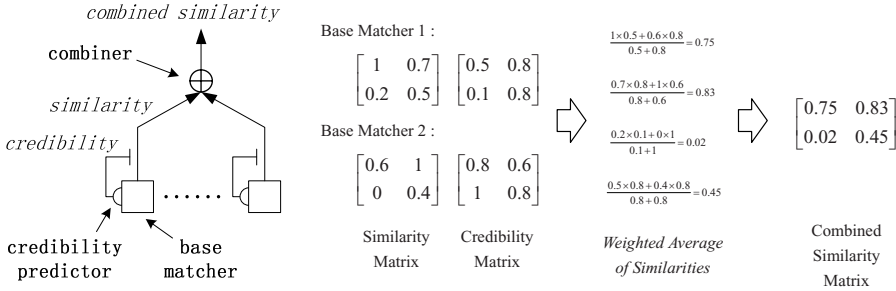 combined similarity
combiner
similarity
credibility
......
credibility
predictor
base
matcher
Base Matcher 1 :
1 0.7
0.2 0.5
0.5 0.8
0.1 0.8
Base Matcher 2 :
0.6 1
0 0.4
0.8 0.6
1 0.8
Similarity
Matrix
Credibility
Matrix
1×0.5+0.6×0.8
0.5+0.8
=0.75
0.7×0.8+1×0.6
0.8+0.6
=0.83
0.2×0.1+0×1
0.1+1
=0.02
0.5×0.8+0.4×0.8
0.8+0.8
=0.45
Weighted Average
of Similarities
0.75 0.83
0.02 0.45
Combined
Similarity
Matrix